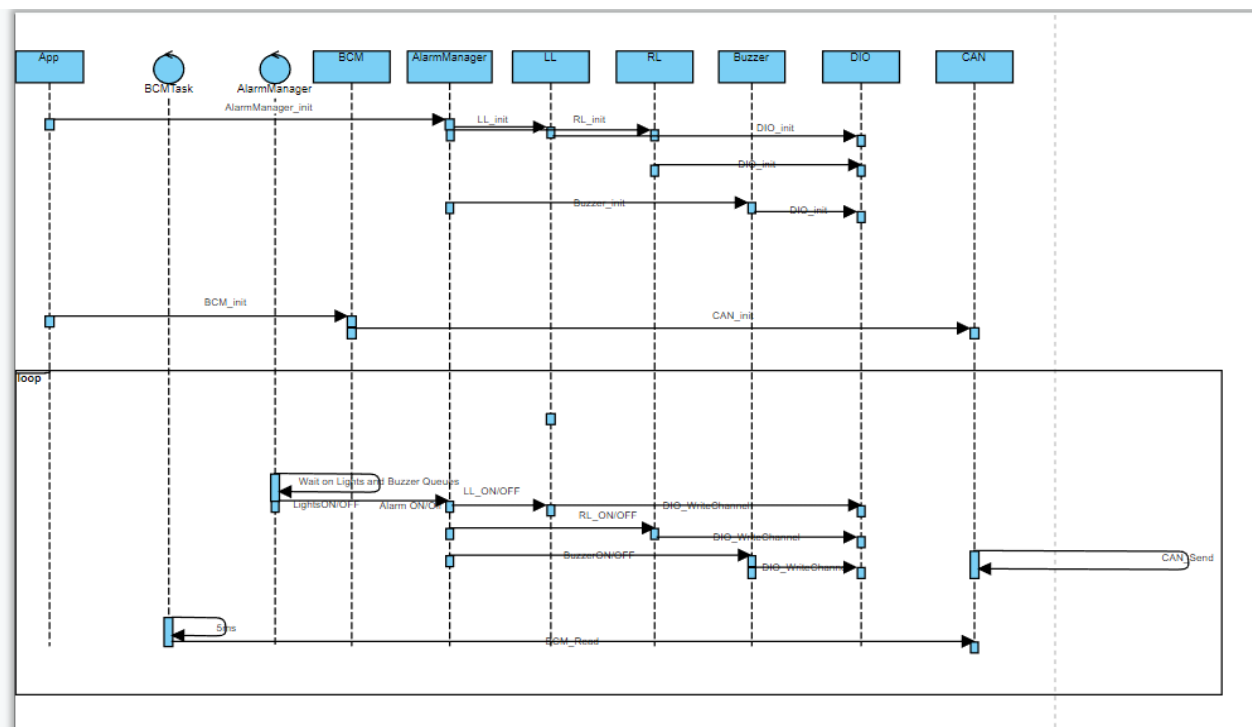 App
BCMTask
AlarmManager
BCM
AlarmManager
LL
RL
Buzzer
DIO
CAN
AlarmManager_init
LL_init
RL_init
DIO_init
DIO_init
Buzzer_init
DIO_init
BCM_init
CAN_init
loop
Wait on Lights and Buzzer Queues
LightsON/OFF
Alarm ON/
LL_ON/OFF
DIO_WriteChannel
RL_ON/OFF
DIO_WriteChannel
BuzzerON/OFF
DIO_WriteChannel
CAN_Send
5ms
BCM_Read